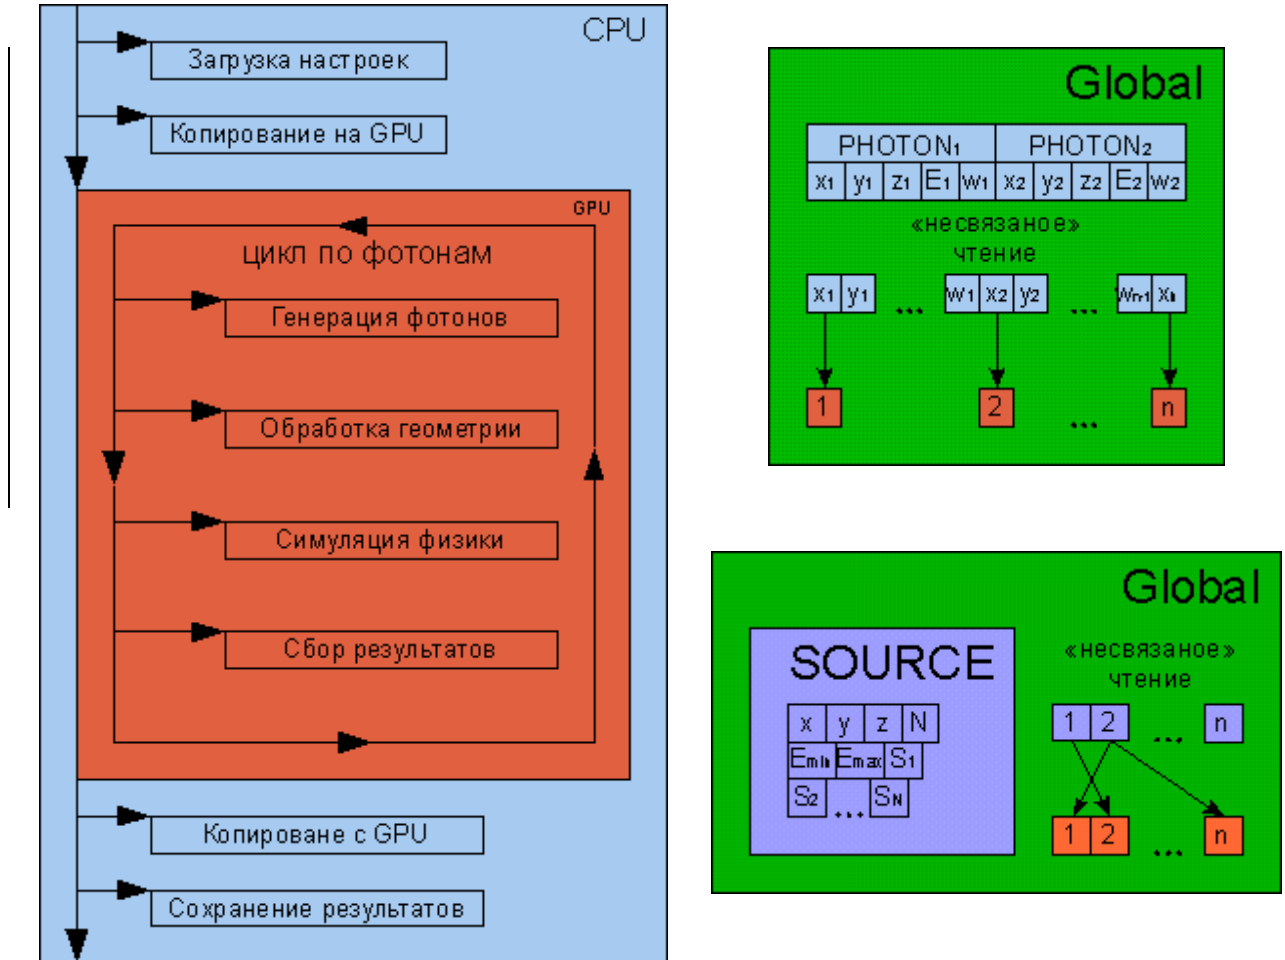 CPU
Загрузка настроек
Копирование на GPU
GPU
цикл по фотонам
Генерация фотонов
Обработка геометрии
Симуляция физики
Сбор результатов
Копироване с GPU
Сохранение результатов
Global
PHOTON₁ PHOTON₂
x₁ y₁ z₁ E₁ w₁ x₂ y₂ z₂ E₂ w₂
«несвязаное»
чтение
x₁ y₁ ... w₁ x₂ y₂ ...
1 2 ... n
Global
SOURCE
x y z N
Emin Emax S₁
S₂ ... SN
«несвязаное»
чтение
1 2 ... n
1 2 ... n